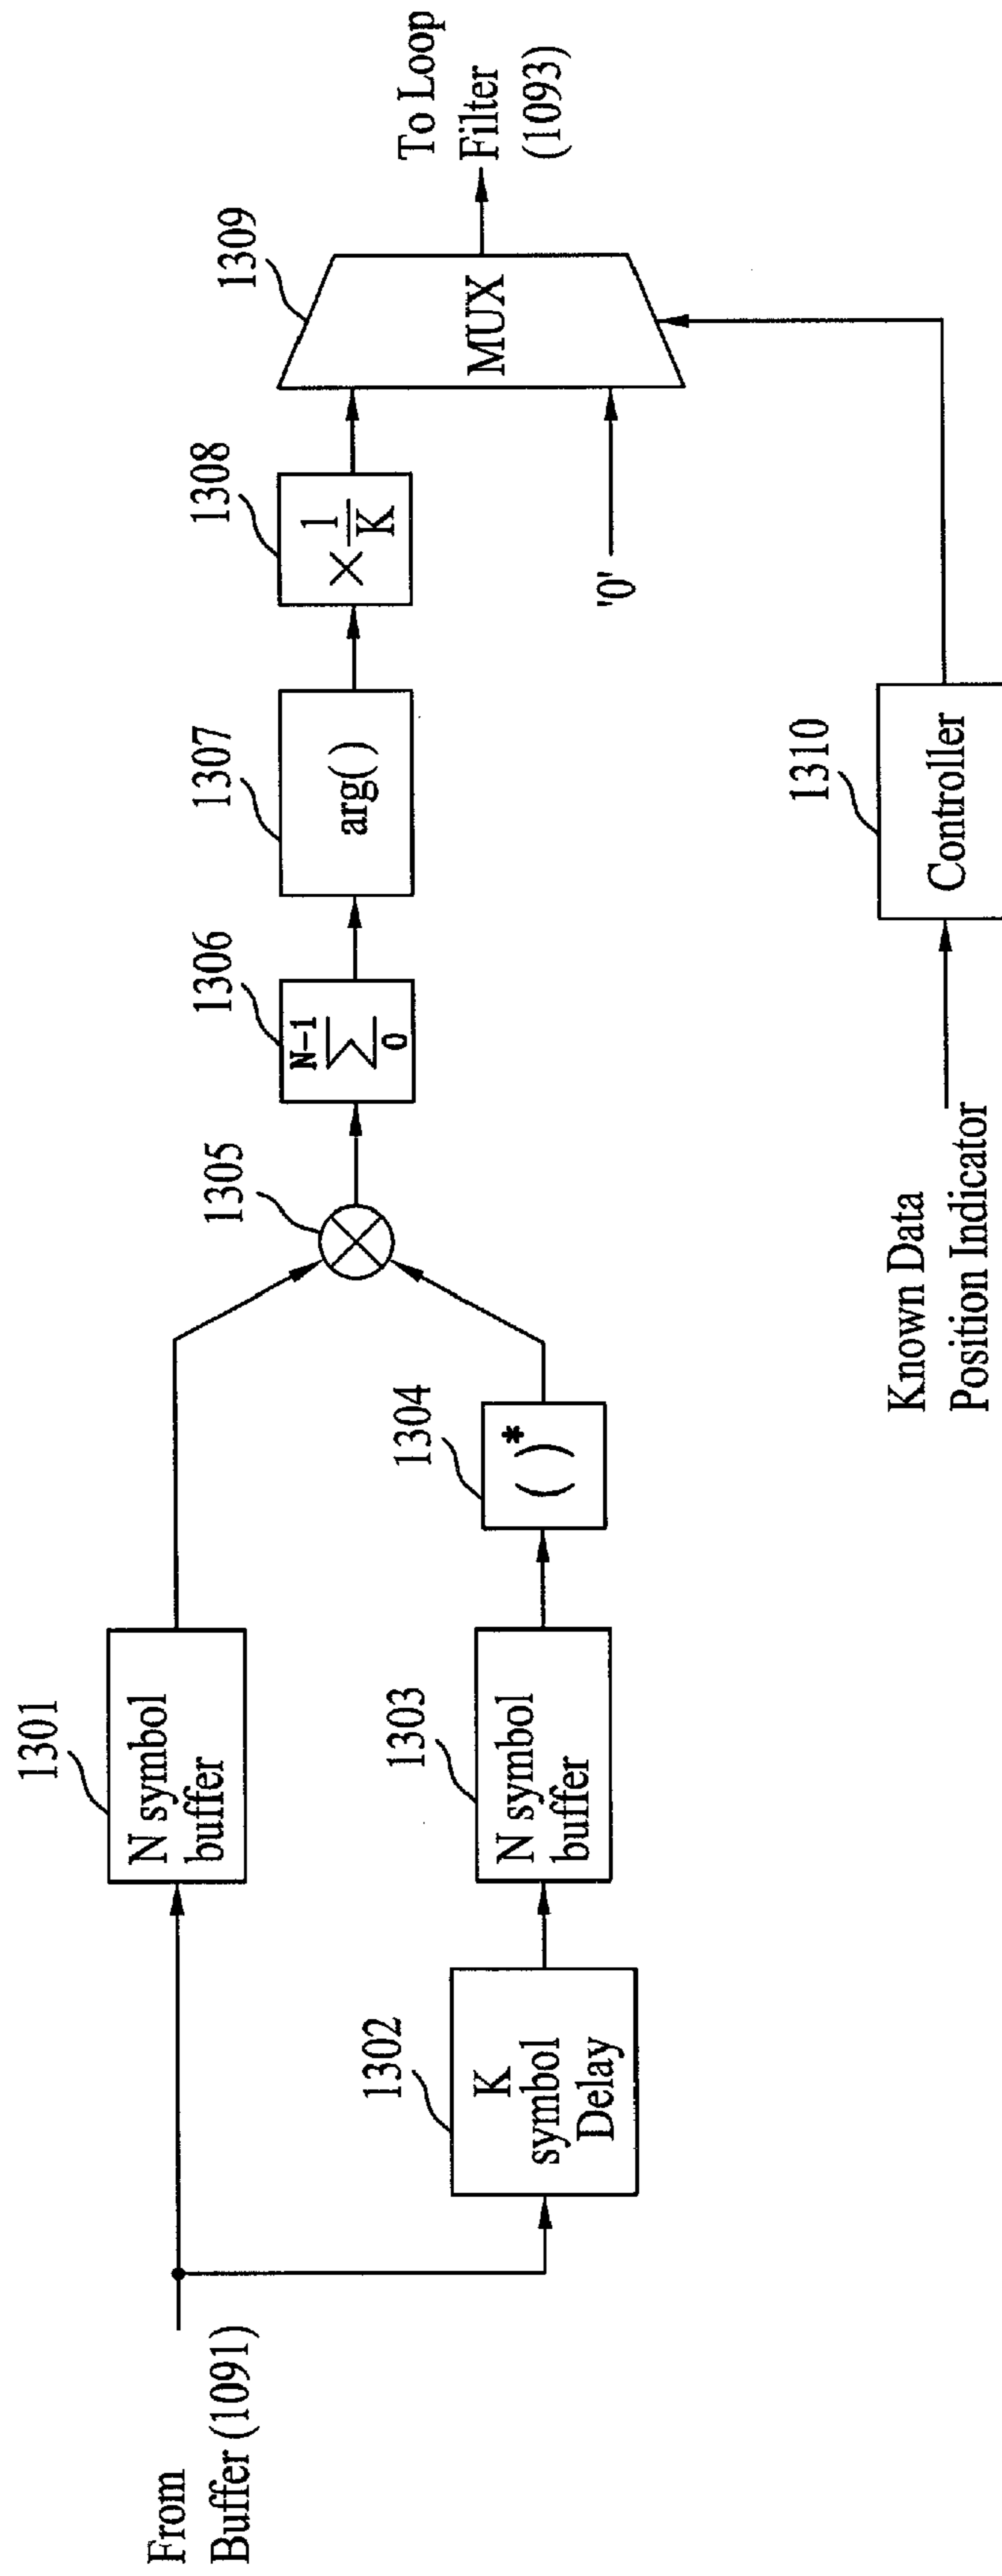 From
Buffer (1091)
1301
N symbol
buffer
1302
K
symbol
Delay
1303
N symbol
buffer
1304
( )*
1305
1306
N-1
∑
0
1307
arg( )
1308
× 1/K
'0'
1309
MUX
To Loop
Filter
(1093)
Known Data
Position Indicator
1310
Controller